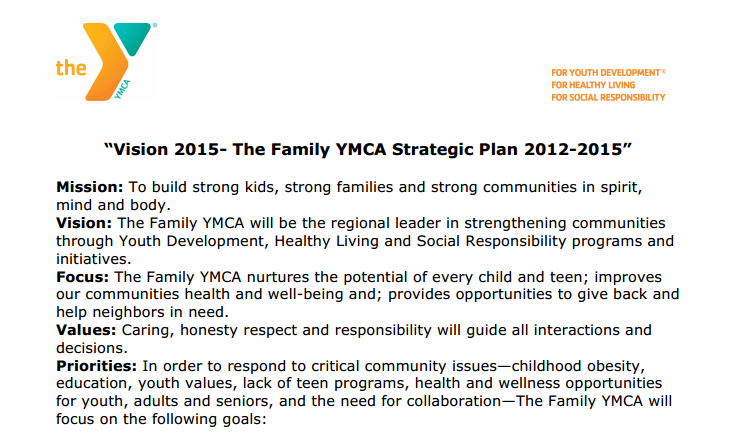 the
YMCA
®
FOR YOUTH DEVELOPMENT®
FOR HEALTHY LIVING
FOR SOCIAL RESPONSIBILITY
“Vision 2015- The Family YMCA Strategic Plan 2012-2015”
Mission: To build strong kids, strong families and strong communities in spirit,
mind and body.
Vision: The Family YMCA will be the regional leader in strengthening communities
through Youth Development, Healthy Living and Social Responsibility programs and
initiatives.
Focus: The Family YMCA nurtures the potential of every child and teen; improves
our communities health and well-being and; provides opportunities to give back and
help neighbors in need.
Values: Caring, honesty respect and responsibility will guide all interactions and
decisions.
Priorities: In order to respond to critical community issues—childhood obesity,
education, youth values, lack of teen programs, health and wellness opportunities
for youth, adults and seniors, and the need for collaboration—The Family YMCA will
focus on the following goals: